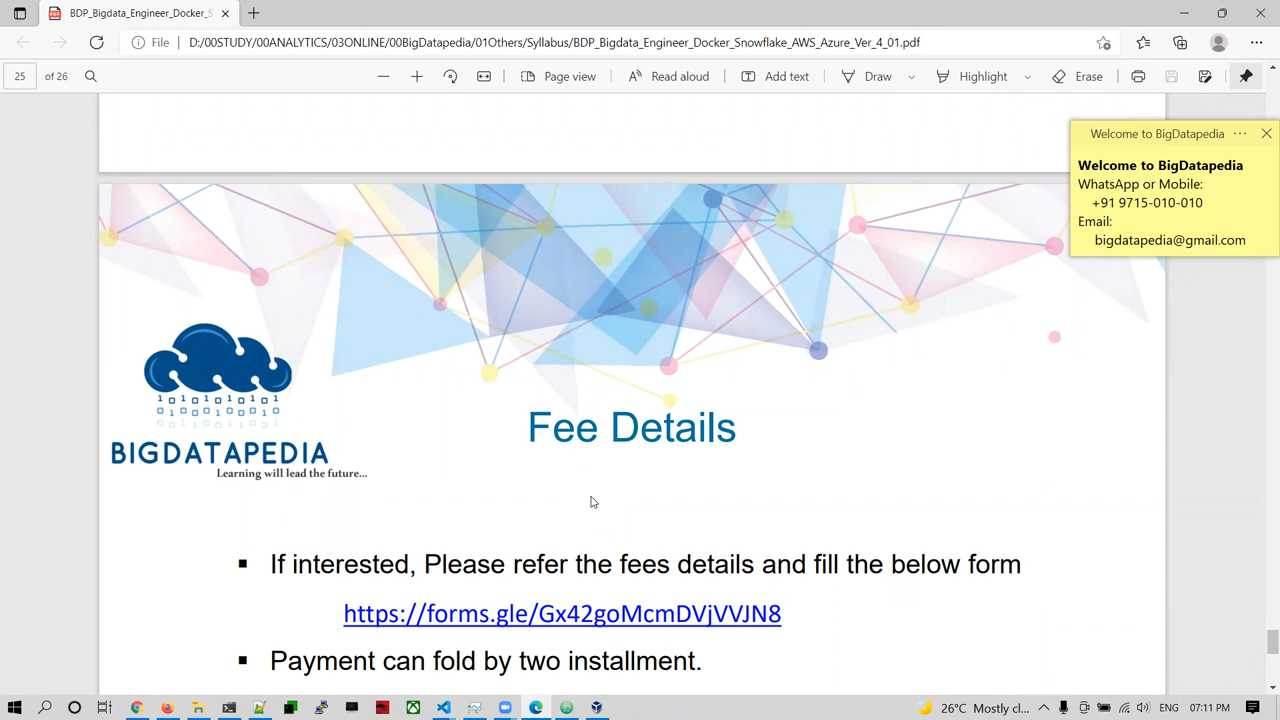 BDP_Bigdata_Engineer_Docker_S
File
D:/00STUDY/00ANALYTICS/03ONLINE/00BigDatapedia/01Others/Syllabus/BDP_Bigdata_Engineer_Docker_Snowflake_AWS_Azure_Ver_4_01.pdf
25 of 26
Page view
Read aloud
Add text
Draw
Highlight
Erase
Welcome to BigDatapedia
Welcome to BigDatapedia
WhatsApp or Mobile:
+91 9715-010-010
Email:
bigdatapedia@gmail.com
BIGDATAPEDIA
Learning will lead the future...
Fee Details
▪ If interested, Please refer the fees details and fill the below form
https://forms.gle/Gx42goMcmDVjVVJN8
▪ Payment can fold by two installment.
26°C Mostly cl...
ENG
07:11 PM